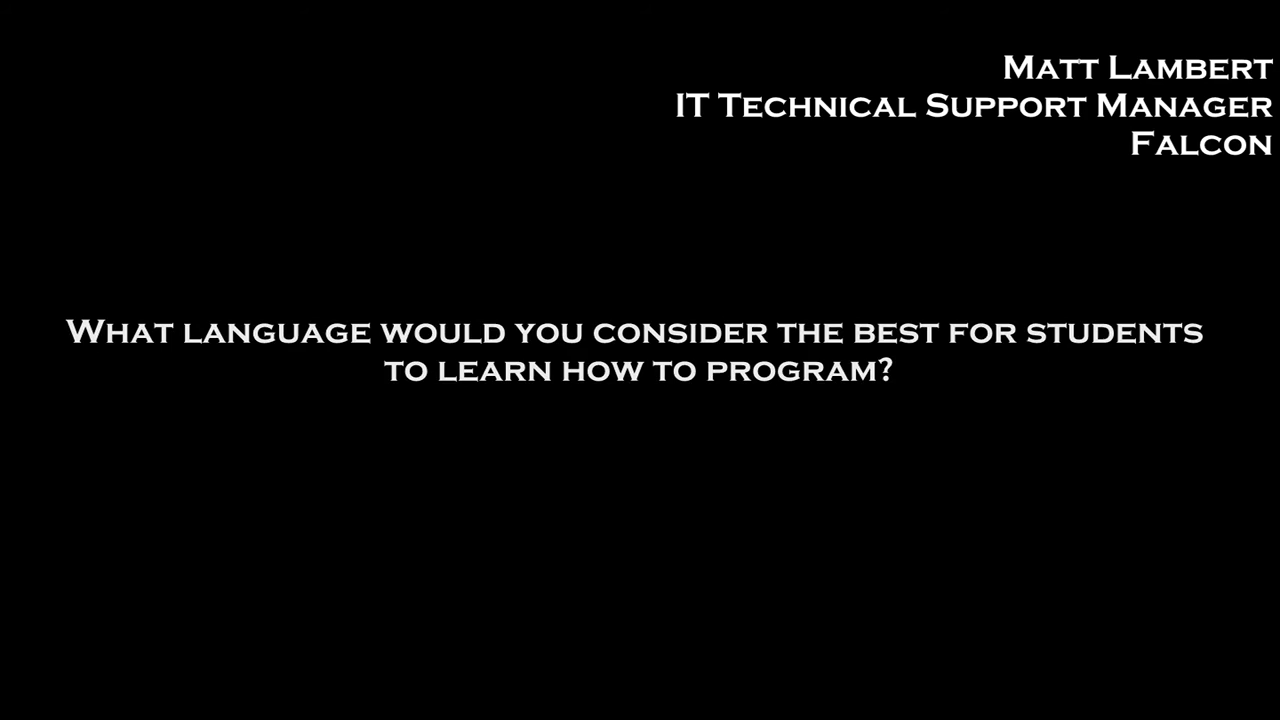 Matt Lambert
IT Technical Support Manager
Falcon
What language would you consider the best for students
to learn how to program?